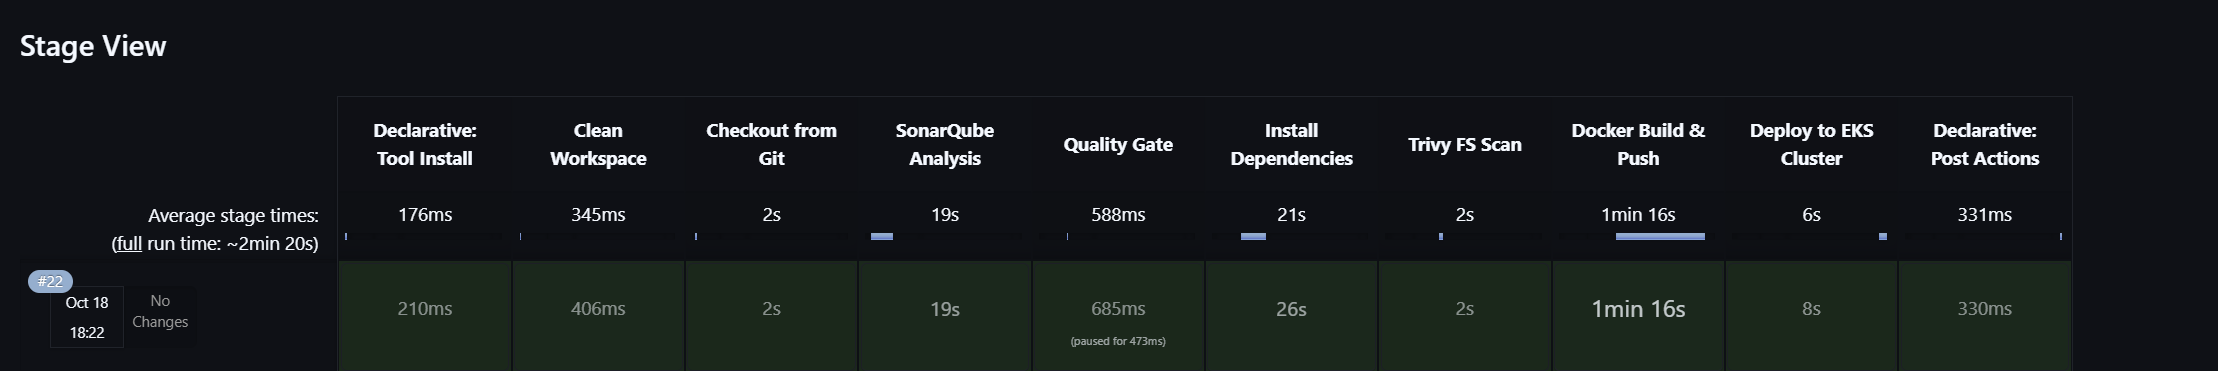 Stage View
Declarative:
Tool Install
Clean
Workspace
Checkout from
Git
SonarQube
Analysis
Quality Gate
Install
Dependencies
Trivy FS Scan
Docker Build &
Push
Deploy to EKS
Cluster
Declarative:
Post Actions
Average stage times:
(full run time: ~2min 20s)
176ms
345ms
2s
19s
588ms
21s
2s
1min 16s
6s
331ms
#22
Oct 18
18:22
No
Changes
210ms
406ms
2s
19s
685ms
(paused for 473ms)
26s
2s
1min 16s
8s
330ms